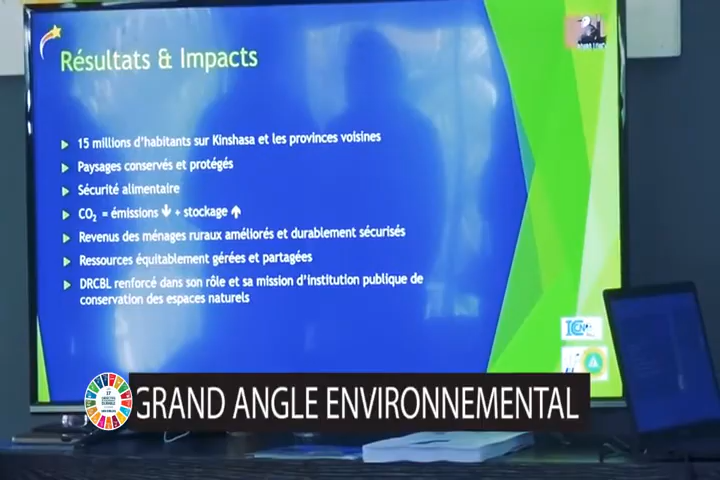 Résultats & Impacts
15 millions d'habitants sur Kinshasa et les provinces voisines
Paysages conservés et protégés
Sécurité alimentaire
CO₂ = émissions ↓ + stockage ↑
Revenus des ménages ruraux améliorés et durablement sécurisés
Ressources équitablement gérées et partagées
DRCBL renforcé dans son rôle et sa mission d'institution publique de
conservation des espaces naturels
GRAND ANGLE ENVIRONNEMENTAL